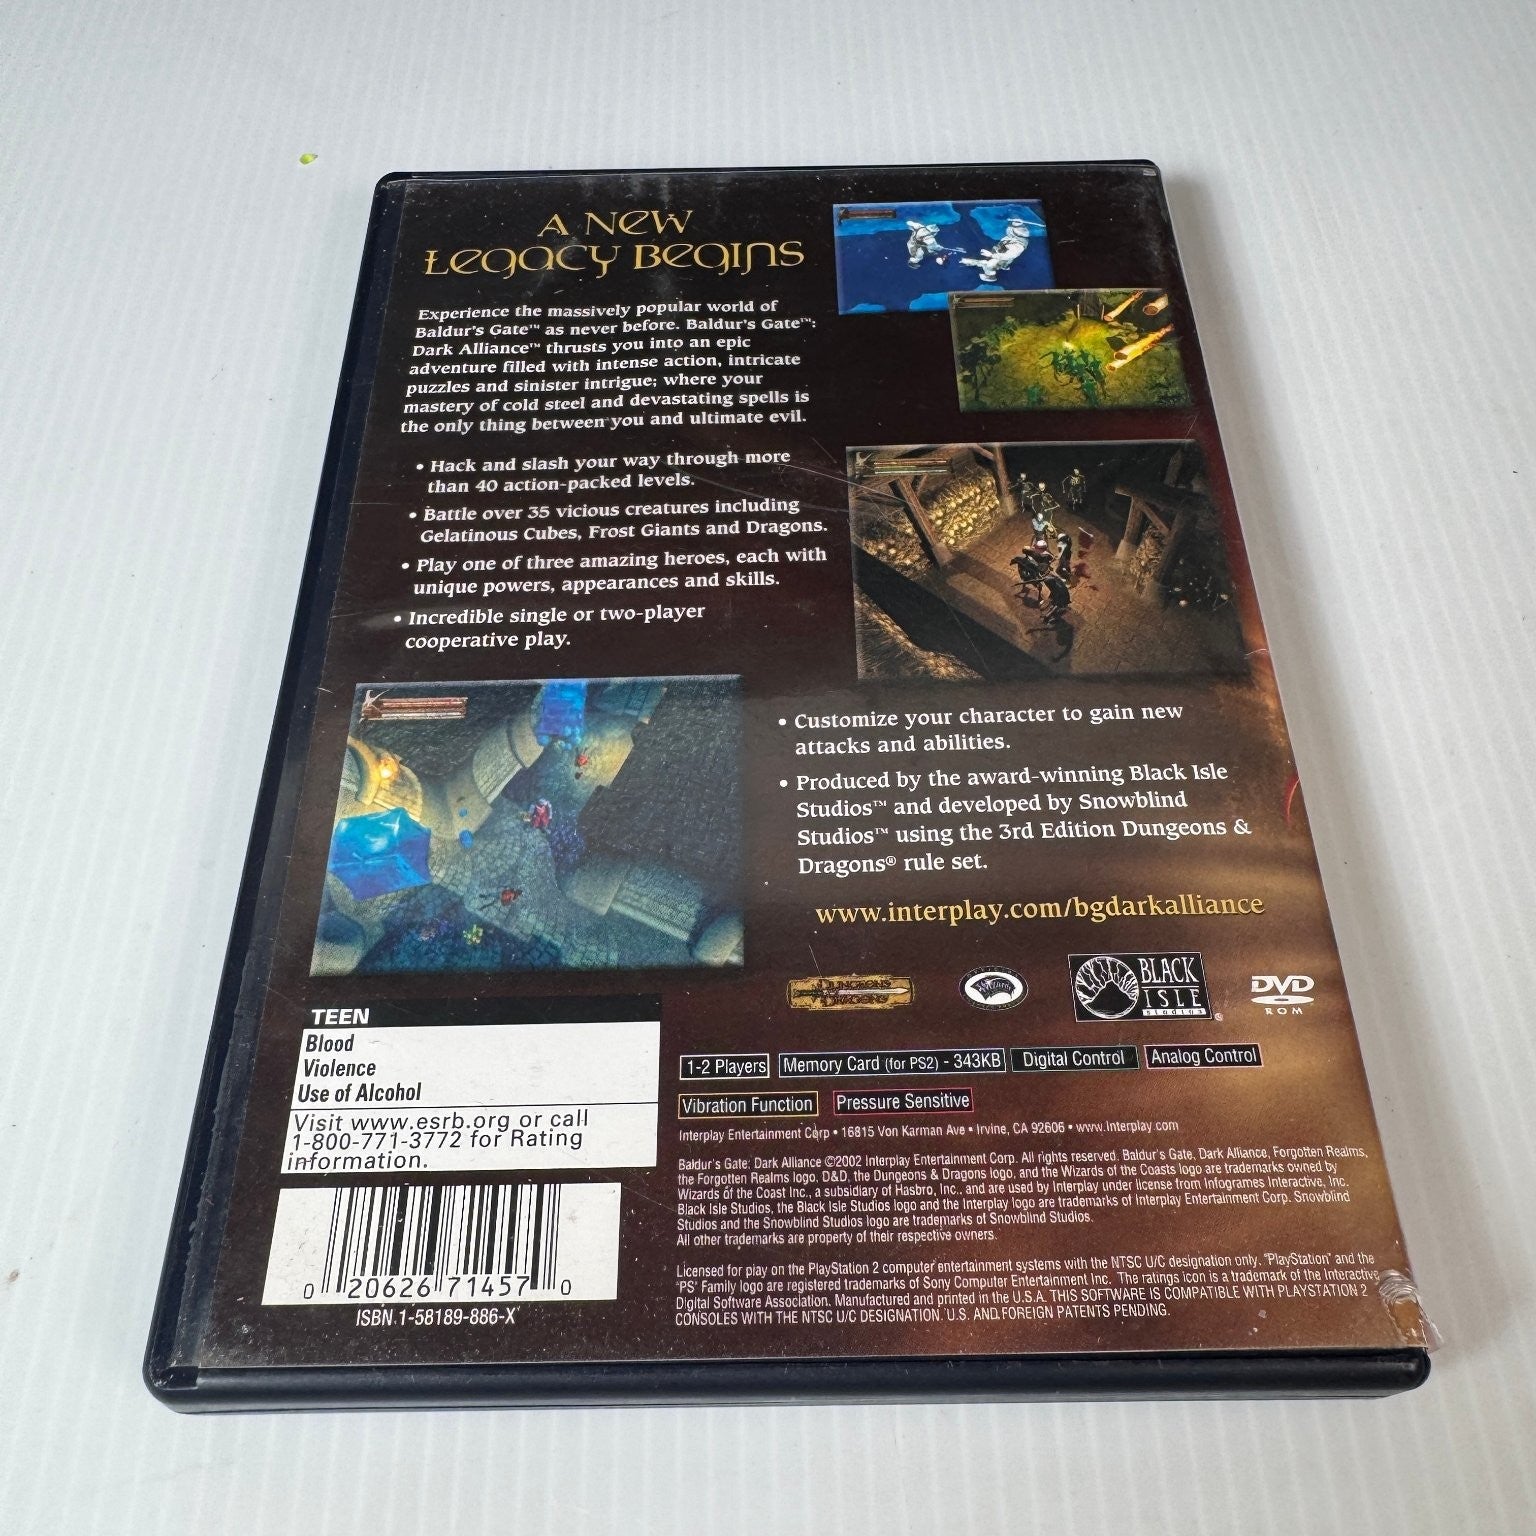 A New
Legacy Begins
Experience the massively popular world of
Baldur's Gate™ as never before. Baldur's Gate™:
Dark Alliance™ thrusts you into an epic
adventure filled with intense action, intricate
puzzles and sinister intrigue; where your
mastery of cold steel and devastating spells is
the only thing between you and ultimate evil.
• Hack and slash your way through more
than 40 action-packed levels.
• Battle over 35 vicious creatures including
Gelatinous Cubes, Frost Giants and Dragons.
• Play one of three amazing heroes, each with
unique powers, appearances and skills.
• Incredible single or two-player
cooperative play.
• Customize your character to gain new
attacks and abilities.
• Produced by the award-winning Black Isle
Studios™ and developed by Snowblind
Studios™ using the 3rd Edition Dungeons &
Dragons® rule set.
www.interplay.com/bgdarkalliance
DUNGEONS
DRAGONS
BLACK
ISLE
studios
DVD
ROM
TEEN
Blood
Violence
Use of Alcohol
Visit www.esrb.org or call
1-800-771-3772 for Rating
information.
1-2 Players Memory Card (for PS2) - 343KB Digital Control Analog Control
Vibration Function Pressure Sensitive
Interplay Entertainment Corp • 16815 Von Karman Ave • Irvine, CA 92606 • www.Interplay.com
Baldur's Gate: Dark Alliance ©2002 Interplay Entertainment Corp. All rights reserved. Baldur's Gate, Dark Alliance, Forgotten Realms,
the Forgotten Realms logo, D&D, the Dungeons & Dragons logo, and the Wizards of the Coasts logo are trademarks owned by
Wizards of the Coast Inc., a subsidiary of Hasbro, Inc., and are used by Interplay under license from Infogrames Interactive, Inc.
Black Isle Studios, the Black Isle Studios logo and the Interplay logo are trademarks of Interplay Entertainment Corp. Snowblind
Studios and the Snowblind Studios logo are trademarks of Snowblind Studios.
All other trademarks are property of their respective owners.
Licensed for play on the PlayStation 2 computer entertainment systems with the NTSC U/C designation only. "PlayStation" and the
"PS" Family logo are registered trademarks of Sony Computer Entertainment Inc. The ratings icon is a trademark of the Interactive
Digital Software Association. Manufactured and printed in the U.S.A. THIS SOFTWARE IS COMPATIBLE WITH PLAYSTATION 2
CONSOLES WITH THE NTSC U/C DESIGNATION. U.S. AND FOREIGN PATENTS PENDING.
0 20626 71457 0
ISBN 1-58189-886-X